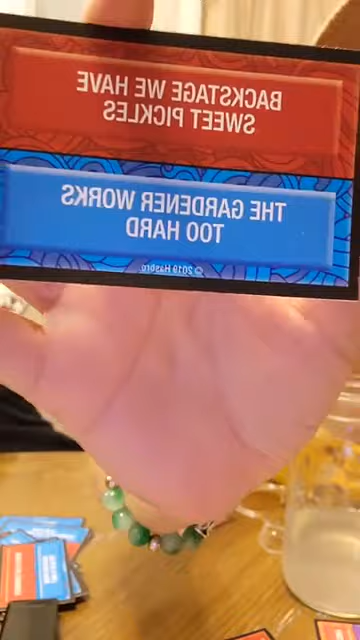 BACKSTAGE WE HAVE
SWEET PICKLES
THE GARDENER WORKS
TOO HARD
© 2019 Hasbro